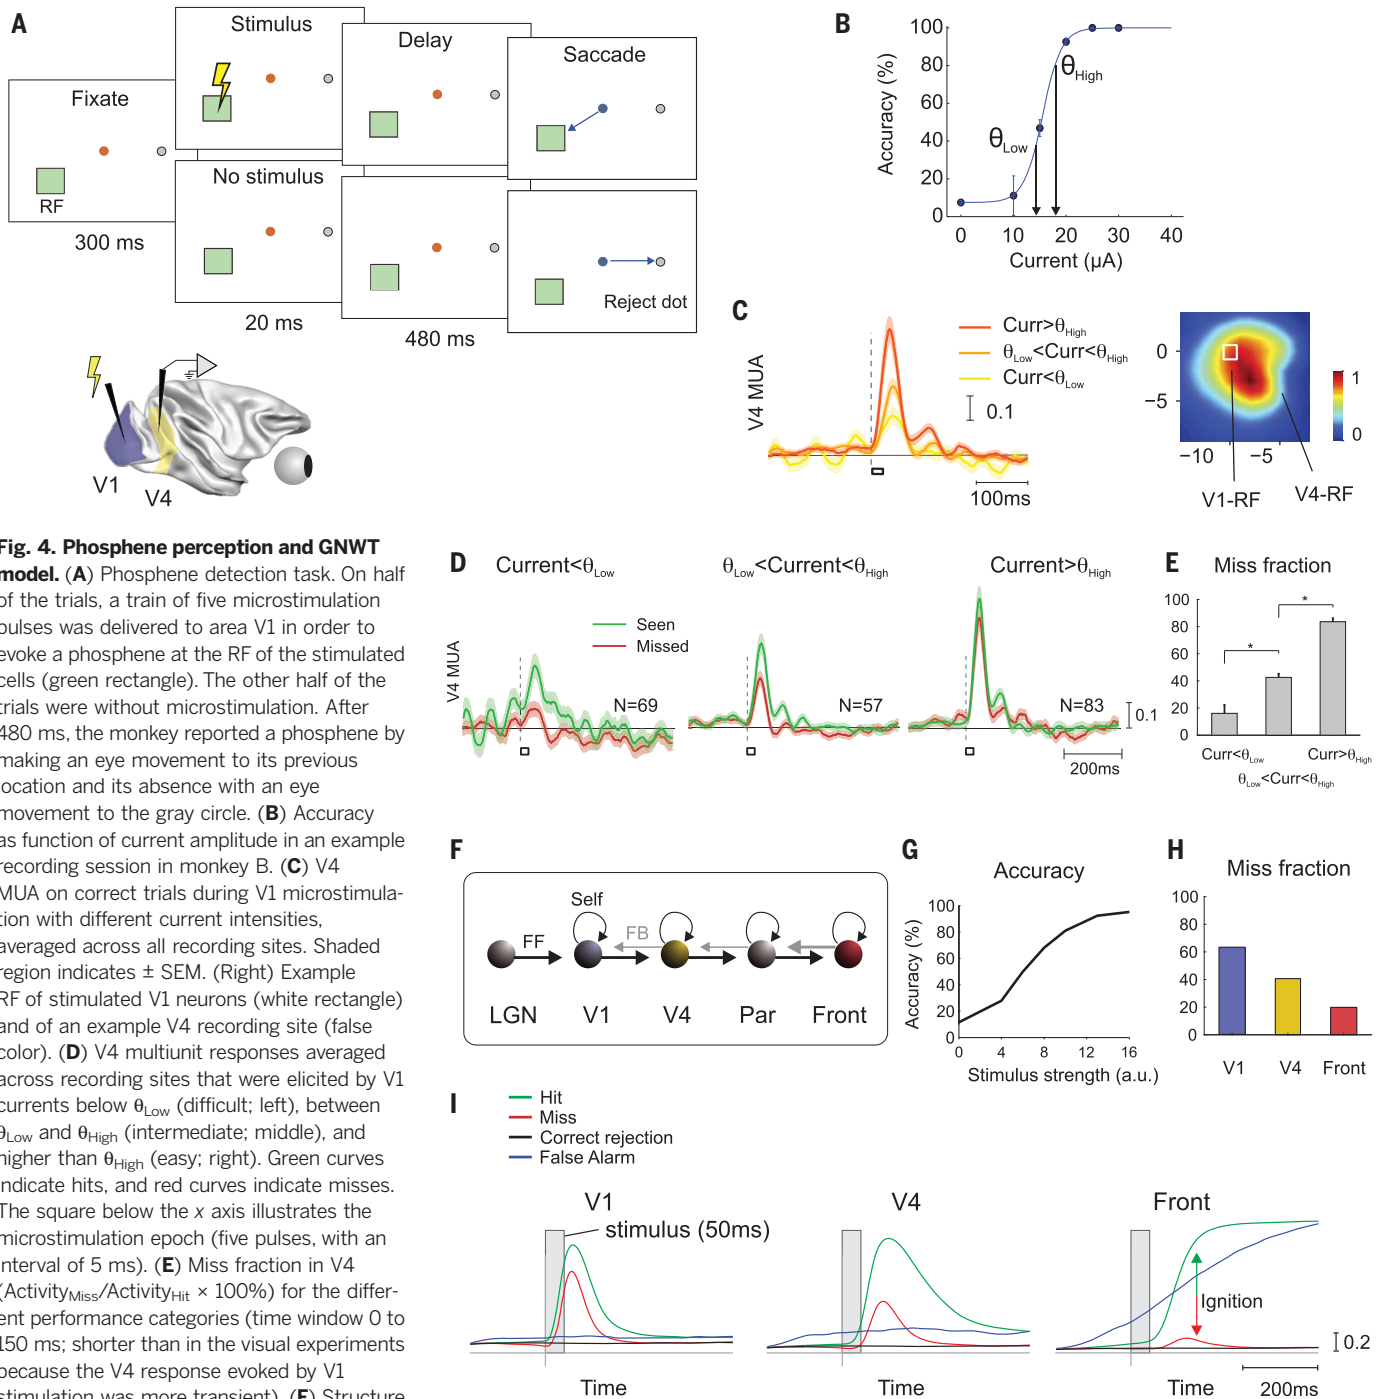 A
Fixate
RF
300 ms
Stimulus
No stimulus
20 ms
Delay
480 ms
Saccade
Reject dot
V1
V4
B
Accuracy (%)
100
80
60
40
20
0
θHigh
θLow
0 10 20 30 40
Current (µA)
C
V4 MUA
Curr>θHigh
θLow<Curr<θHigh
Curr<θLow
0.1
100ms
0
−5
−10
−5
1
0
V1-RF
V4-RF
Fig. 4. Phosphene perception and GNWT
model. (A) Phosphene detection task. On half
of the trials, a train of five microstimulation
pulses was delivered to area V1 in order to
evoke a phosphene at the RF of the stimulated
cells (green rectangle). The other half of the
trials were without microstimulation. After
480 ms, the monkey reported a phosphene by
making an eye movement to its previous
location and its absence with an eye
movement to the gray circle. (B) Accuracy
as function of current amplitude in an example
recording session in monkey B. (C) V4
MUA on correct trials during V1 microstimula-
tion with different current intensities,
averaged across all recording sites. Shaded
region indicates ± SEM. (Right) Example
RF of stimulated V1 neurons (white rectangle)
and of an example V4 recording site (false
color). (D) V4 multiunit responses averaged
across recording sites that were elicited by V1
currents below θLow (difficult; left), between
θLow and θHigh (intermediate; middle), and
higher than θHigh (easy; right). Green curves
indicate hits, and red curves indicate misses.
The square below the x axis illustrates the
microstimulation epoch (five pulses, with an
interval of 5 ms). (E) Miss fraction in V4
(ActivityMiss/ActivityHit × 100%) for the differ-
ent performance categories (time window 0 to
150 ms; shorter than in the visual experiments
because the V4 response evoked by V1
stimulation was more transient). (F) Structure
D
Current<θLow
θLow<Current<θHigh
Current>θHigh
Seen
Missed
V4 MUA
N=69
N=57
N=83
0.1
200ms
E
Miss fraction
100
80
60
40
20
0
*
*
Curr<θLow
Curr>θHigh
θLow<Curr<θHigh
F
Self
FF
FB
LGN V1 V4 Par Front
G
Accuracy
Accuracy (%)
100
80
60
40
20
0
0 4 8 12 16
Stimulus strength (a.u.)
H
Miss fraction
100
80
60
40
20
0
V1 V4 Front
I
Hit
Miss
Correct rejection
False Alarm
V1
stimulus (50ms)
Time
V4
Time
Front
Ignition
0.2
Time
200ms